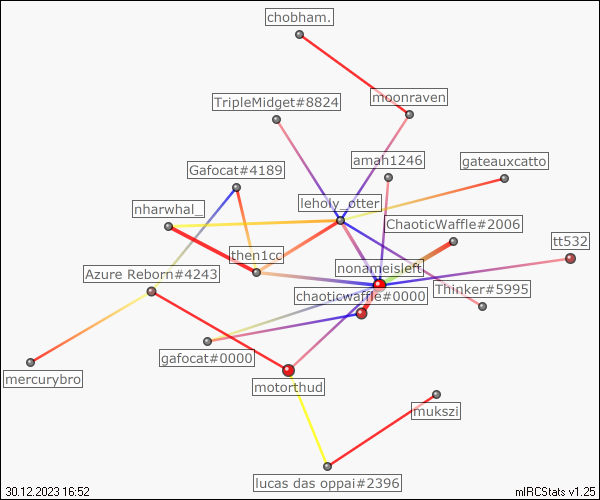 chobham.
moonraven
TripleMidget#8824
amah1246
gateauxcatto
Gafocat#4189
leholy_otter
nharwhal_
ChaoticWaffle#2006
tt532
then1cc
nonameisleft
Azure Reborn#4243
Thinker#5995
chaoticwaffle#0000
gafocat#0000
mercurybro
motorthud
mukszi
lucas das oppai#2396
30.12.2023 16:52
mIRCStats v1.25